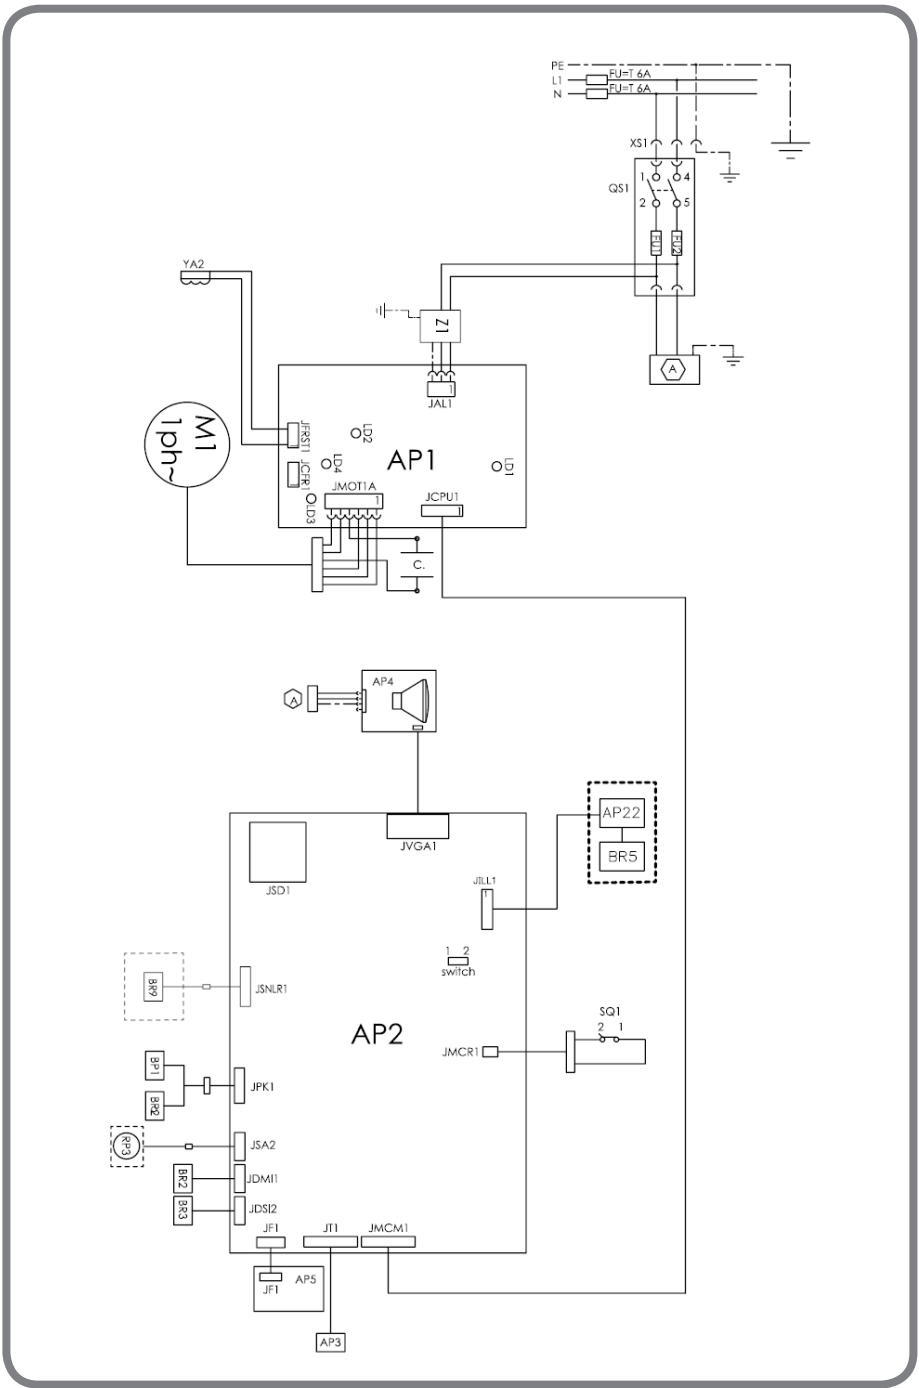 PE
L1 FU=T 6A
N FU=T 6A
XS1
QS1
1 4
2 5
FU1 FU2
YA2
Z1
A
1
JAL1
M1
1ph~
JFRST1
LD2
AP1
LD1
LD4
JCFR1
JMOT1A
1
LD3
JCPU1
1
C.
AP4
A
JVGA1
AP22
BR5
JSD1
JILL1
1
1 2
switch
BR9
JSNLR1
AP2
SQ1
2 1
JMCR1
BP1
JPK1
RP3
JSA2
BR2
JDMI1
BR3
JDSI2
JF1
JT1
JMCM1
AP5
JF1
AP3